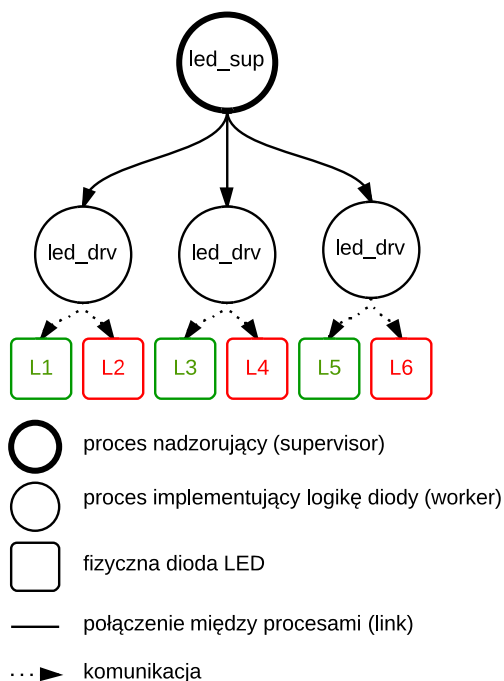 led_sup
led_drv led_drv led_drv
L1 L2 L3 L4 L5 L6
proces nadzorujący (supervisor)
proces implementujący logikę diody (worker)
fizyczna dioda LED
połączenie między procesami (link)
komunikacja